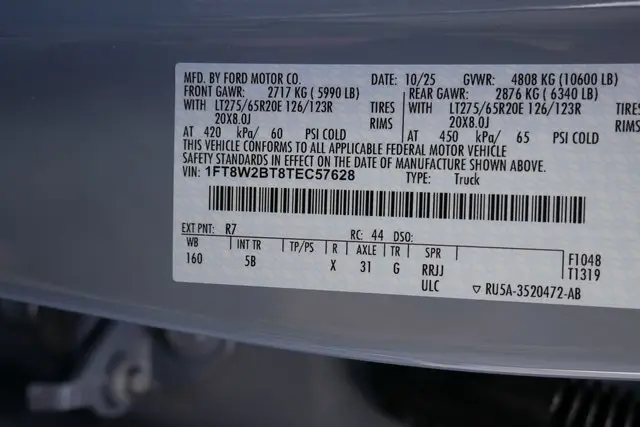 MFD. BY FORD MOTOR CO. DATE: 10/25 GVWR: 4808 KG (10600 LB)
FRONT GAWR: 2717 KG ( 5990 LB) REAR GAWR: 2876 KG ( 6340 LB)
WITH LT275/65R20E 126/123R TIRES WITH LT275/65R20E 126/123R TIRES
20X8.0J RIMS 20X8.0J RIMS
AT 420 kPa/ 60 PSI COLD AT 450 kPa/ 65 PSI COLD
THIS VEHICLE CONFORMS TO ALL APPLICABLE FEDERAL MOTOR VEHICLE
SAFETY STANDARDS IN EFFECT ON THE DATE OF MANUFACTURE SHOWN ABOVE.
VIN: 1FT8W2BT8TEC57628 TYPE: Truck
EXT PNT: R7 RC: 44 DSO:
WB INT TR TP/PS R AXLE TR SPR F1048
160 5B X 31 G RRJJ T1319
ULC ▽ RU5A-3520472-AB